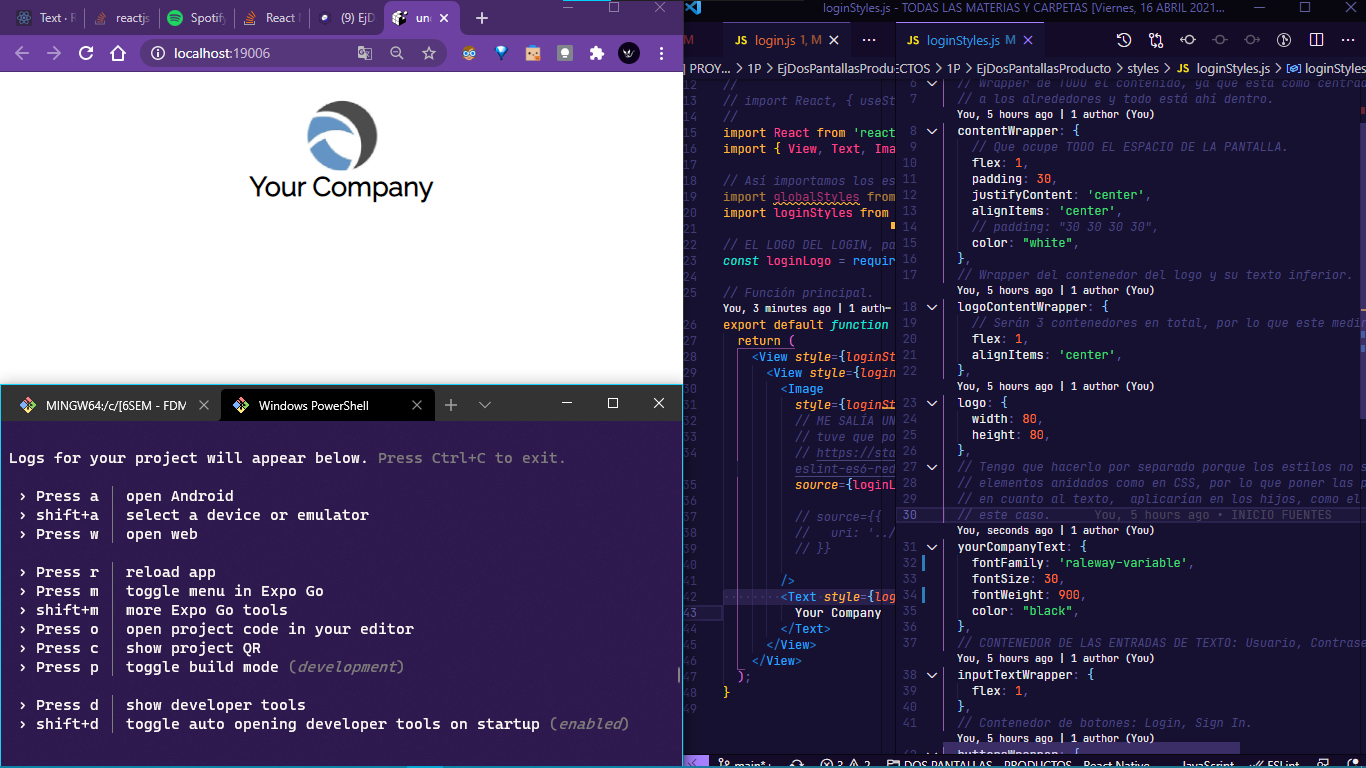 Text · R
reactjs
Spotify
React N
(9) EjD
un
localhost:19006
Your Company
MINGW64:/c/[6SEM - FDM
Windows PowerShell
Logs for your project will appear below. Press Ctrl+C to exit.
› Press a │ open Android
› shift+a │ select a device or emulator
› Press w │ open web
› Press r │ reload app
› Press m │ toggle menu in Expo Go
› shift+m │ more Expo Go tools
› Press o │ open project code in your editor
› Press c │ show project QR
› Press p │ toggle build mode (development)
› Press d │ show developer tools
› shift+d │ toggle auto opening developer tools on startup (enabled)
loginStyles.js - TODAS LAS MATERIAS Y CARPETAS [Viernes, 16 ABRIL 2021...
M
JS login.js 1, M
PROY... > 1P > EjDosPantallasProdu
12 //
13 // import React, { useSt
14 //
15 import React from 'react
16 import { View, Text, Ima
17
18 // Así importamos los es
19 import globalStyles from
20 import loginStyles from
21
22 // EL LOGO DEL LOGIN, pa
23 const loginLogo = requir
24
25 // Función principal.
You, 3 minutes ago | 1 auth
26 export default function
27 return (
28 <View style={loginSt
29 <View style={login
30 <Image
31 style={loginSt
32 // ME SALÍA UN
33 // tuve que po
34 // https://sta
eslint-es6-red
35 source={loginL
36
37 // source={{
38 // uri: '../
39 // }}
40
41 />
42 <Text style={log
43 Your Company
44 </Text>
45 </View>
46 </View>
47 );
48 }
49
JS loginStyles.js M
ECTOS > 1P > EjDosPantallasProducto > styles > JS loginStyles.js > loginStyles
6 // Wrapper de TODO el contenido, ya que está como centrad
7 // a los alrededores y todo está ahí dentro.
You, 5 hours ago | 1 author (You)
8 contentWrapper: {
9 // Que ocupe TODO EL ESPACIO DE LA PANTALLA.
10 flex: 1,
11 padding: 30,
12 justifyContent: 'center',
13 alignItems: 'center',
14 // padding: "30 30 30 30",
15 color: "white",
16 },
17 // Wrapper del contenedor del logo y su texto inferior.
You, 5 hours ago | 1 author (You)
18 logoContentWrapper: {
19 // Serán 3 contenedores en total, por lo que este medir
20 flex: 1,
21 alignItems: 'center',
22 },
You, 5 hours ago | 1 author (You)
23 logo: {
24 width: 80,
25 height: 80,
26 },
27 // Tengo que hacerlo por separado porque los estilos no s
28 // elementos anidados como en CSS, por lo que poner las p
29 // en cuanto al texto, aplicarían en los hijos, como el
30 // este caso. You, 5 hours ago • INICIO FUENTES
You, seconds ago | 1 author (You)
31 yourCompanyText: {
32 fontFamily: 'raleway-variable',
33 fontSize: 30,
34 fontWeight: 900,
35 color: "black",
36 },
37 // CONTENEDOR DE LAS ENTRADAS DE TEXTO: Usuario, Contrase
You, 5 hours ago | 1 author (You)
38 inputTextWrapper: {
39 flex: 1,
40 },
41 // Contenedor de botones: Login, Sign In.
You, 5 hours ago | 1 author (You)
42 buttonsWrapper: {
main*+
3 2
DOS PANTALLAS
PRODUCTOS
React Native
JavaScript
ESLint